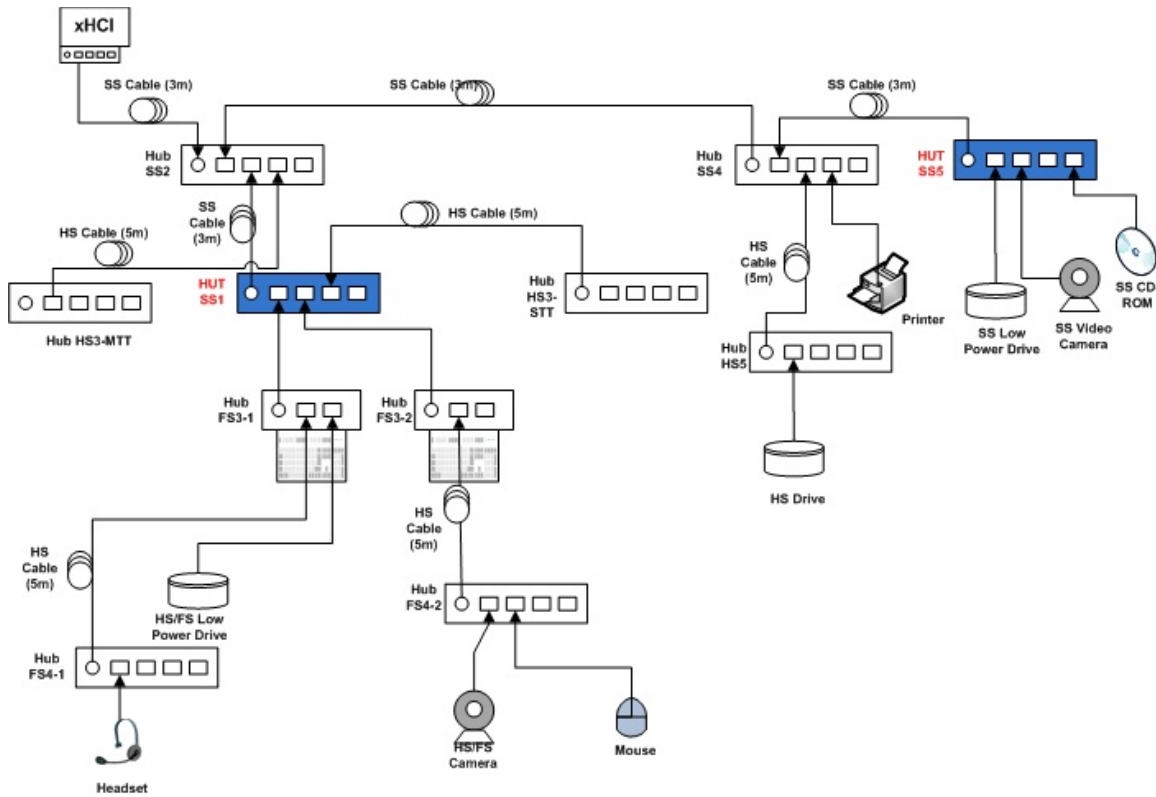 xHCI
SS Cable (3m)
SS Cable (3m)
SS Cable (3m)
Hub
SS2
Hub
SS4
HUT
SS5
SS
Cable
(3m)
HS Cable (5m)
HS Cable (5m)
HS
Cable
(5m)
HUT
SS1
Hub
HS3-
STT
Hub HS3-MTT
Printer
SS Low
Power Drive
SS Video
Camera
SS CD
ROM
Hub
HS5
Hub
FS3-1
Hub
FS3-2
HS Drive
HS
Cable
(5m)
HS
Cable
(5m)
HS/FS Low
Power Drive
Hub
FS4-2
Hub
FS4-1
HS/FS
Camera
Mouse
Headset